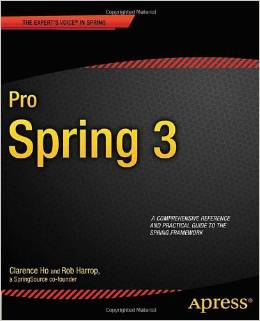 THE EXPERT'S VOICE® IN SPRING
Pro
Spring 3
A COMPREHENSIVE REFERENCE
AND PRACTICAL GUIDE TO THE
SPRING FRAMEWORK
Clarence Ho and Rob Harrop,
a SpringSource co-founder
Apress®